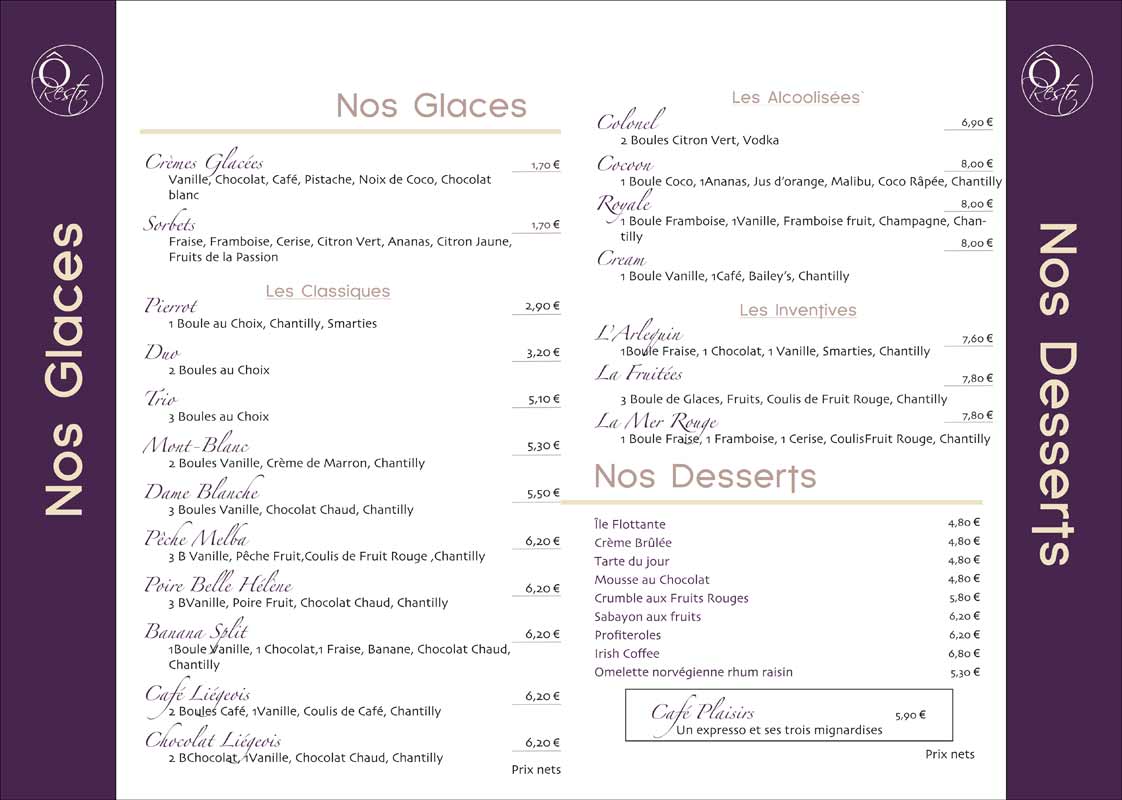 Ô
Resto
Nos Glaces
Nos Glaces
Crèmes Glacées 1,70 €
Vanille, Chocolat, Café, Pistache, Noix de Coco, Chocolat
blanc
Sorbets 1,70 €
Fraise, Framboise, Cerise, Citron Vert, Ananas, Citron Jaune,
Fruits de la Passion
Les Classiques
Pierrot 2,90 €
1 Boule au Choix, Chantilly, Smarties
Duo 3,20 €
2 Boules au Choix
Trio 5,10 €
3 Boules au Choix
Mont-Blanc 5,30 €
2 Boules Vanille, Crème de Marron, Chantilly
Dame Blanche 5,50 €
3 Boules Vanille, Chocolat Chaud, Chantilly
Pêche Melba 6,20 €
3 B Vanille, Pêche Fruit,Coulis de Fruit Rouge ,Chantilly
Poire Belle Hélène 6,20 €
3 BVanille, Poire Fruit, Chocolat Chaud, Chantilly
Banana Split 6,20 €
1Boule Vanille, 1 Chocolat,1 Fraise, Banane, Chocolat Chaud,
Chantilly
Café Liégeois 6,20 €
2 Boules Café, 1Vanille, Coulis de Café, Chantilly
Chocolat Liégeois 6,20 €
2 BChocolat, 1Vanille, Chocolat Chaud, Chantilly
Prix nets
Les Alcoolisées`
Colonel 6,90 €
2 Boules Citron Vert, Vodka
Cocoon 8,00 €
1 Boule Coco, 1Ananas, Jus d'orange, Malibu, Coco Râpée, Chantilly
Royale 8,00 €
1 Boule Framboise, 1Vanille, Framboise fruit, Champagne, Chan-
tilly
Cream 8,00 €
1 Boule Vanille, 1Café, Bailey's, Chantilly
Les Inventives
L'Arlequin 7,60 €
1Boule Fraise, 1 Chocolat, 1 Vanille, Smarties, Chantilly
La Fruitées 7,80 €
3 Boule de Glaces, Fruits, Coulis de Fruit Rouge, Chantilly
La Mer Rouge 7,80 €
1 Boule Fraise, 1 Framboise, 1 Cerise, CoulisFruit Rouge, Chantilly
Nos Desserts
Île Flottante 4,80 €
Crème Brûlée 4,80 €
Tarte du jour 4,80 €
Mousse au Chocolat 4,80 €
Crumble aux Fruits Rouges 5,80 €
Sabayon aux fruits 6,20 €
Profiteroles 6,20 €
Irish Coffee 6,80 €
Omelette norvégienne rhum raisin 5,30 €
Café Plaisirs 5,90 €
Un expresso et ses trois mignardises
Prix nets
Ô
Resto
Nos Desserts